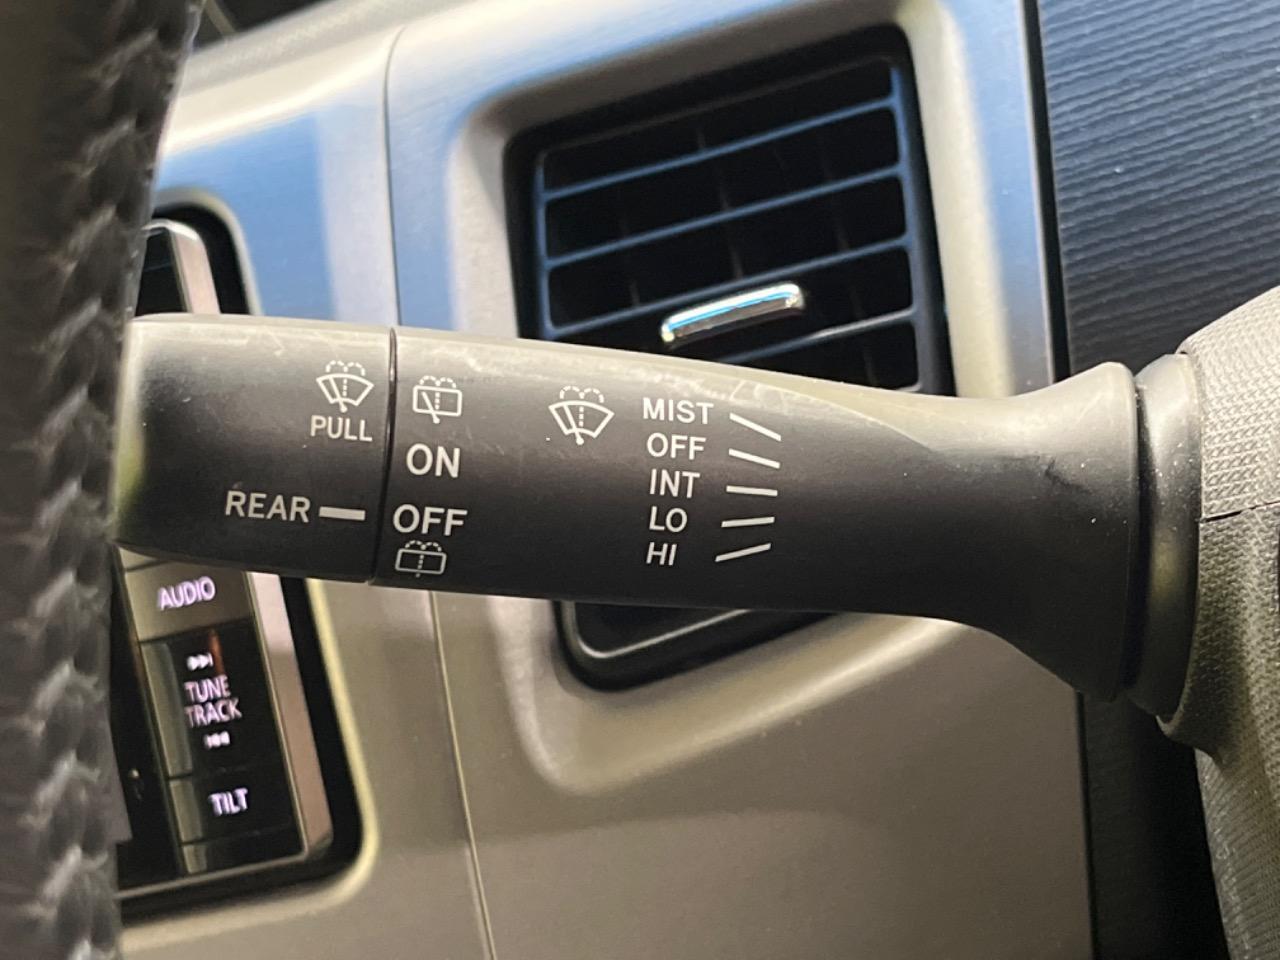 PULL
REAR
ON
OFF
MIST
OFF
INT
LO
HI
AUDIO
TUNE
TRACK
TILT